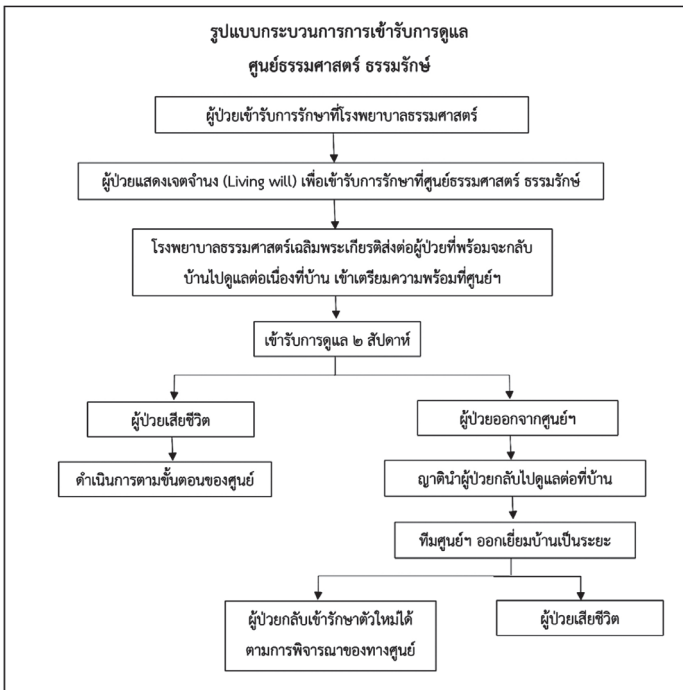 รูปแบบกระบวนการการเข้ารับการดูแล
ศูนย์ธรรมศาสตร์ ธรรมรักษ์
ผู้ป่วยเข้ารับการรักษาที่โรงพยาบาลธรรมศาสตร์
ผู้ป่วยแสดงเจตจำนง (Living will) เพื่อเข้ารับการรักษาที่ศูนย์ธรรมศาสตร์ ธรรมรักษ์
โรงพยาบาลธรรมศาสตร์เฉลิมพระเกียรติส่งต่อผู้ป่วยที่พร้อมจะกลับ
บ้านไปดูแลต่อเนื่องที่บ้าน เข้าเตรียมความพร้อมที่ศูนย์ฯ
เข้ารับการดูแล ๒ สัปดาห์
ผู้ป่วยเสียชีวิต
ผู้ป่วยออกจากศูนย์ฯ
ดำเนินการตามขั้นตอนของศูนย์
ญาตินำผู้ป่วยกลับไปดูแลต่อที่บ้าน
ทีมศูนย์ฯ ออกเยี่ยมบ้านเป็นระยะ
ผู้ป่วยกลับเข้ารักษาตัวใหม่ได้
ตามการพิจารณาของทางศูนย์
ผู้ป่วยเสียชีวิต